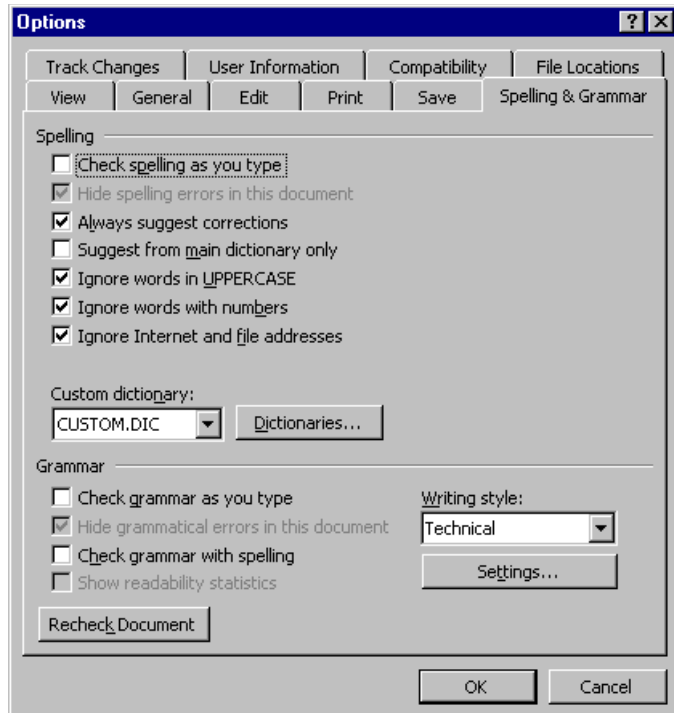 Options
Track Changes User Information Compatibility File Locations
View General Edit Print Save Spelling & Grammar
Spelling
Check spelling as you type
Hide spelling errors in this document
Always suggest corrections
Suggest from main dictionary only
Ignore words in UPPERCASE
Ignore words with numbers
Ignore Internet and file addresses
Custom dictionary:
CUSTOM.DIC Dictionaries...
Grammar
Check grammar as you type Writing style:
Hide grammatical errors in this document Technical
Check grammar with spelling Settings...
Show readability statistics
Recheck Document
OK Cancel